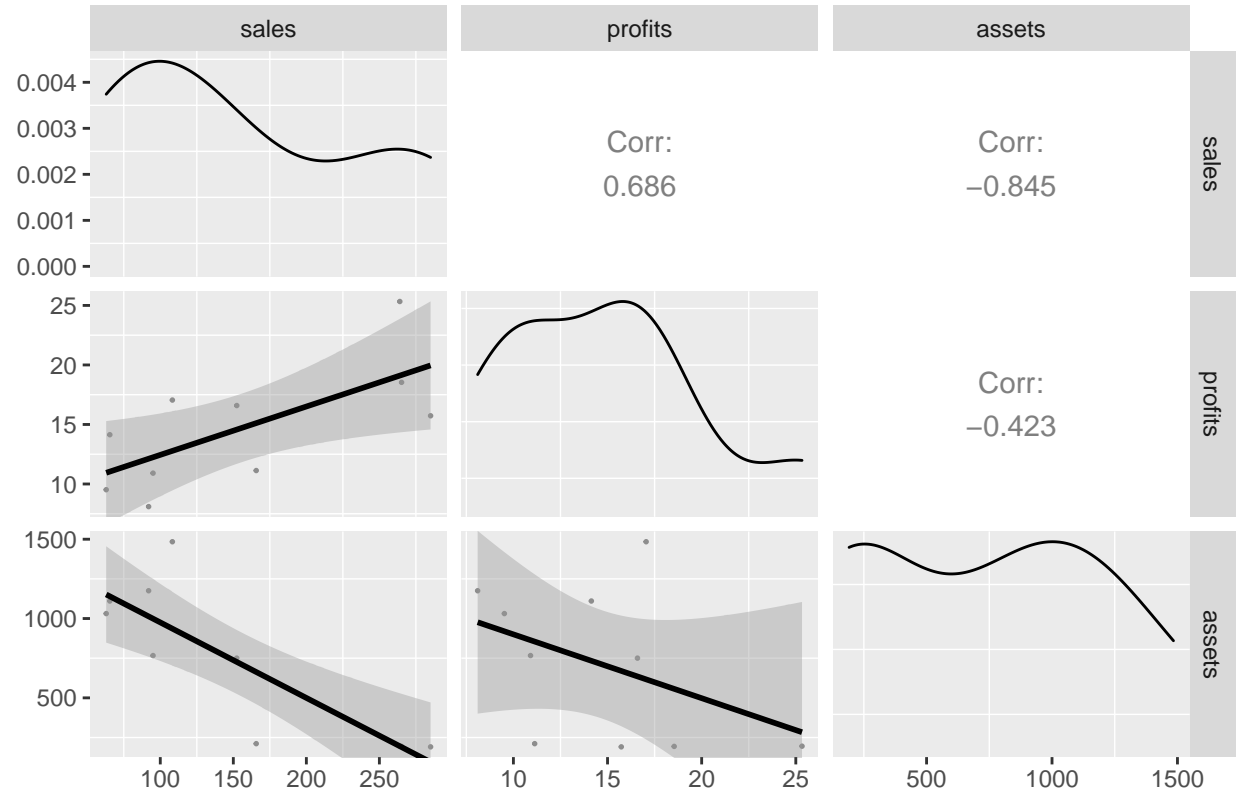 sales profits assets
0.004
0.003
0.002
0.001
0.000
Corr:
0.686
Corr:
−0.845
sales
25
20
15
10
Corr:
−0.423
profits
1500
1000
500
assets
100 150 200 250 10 15 20 25 500 1000 1500